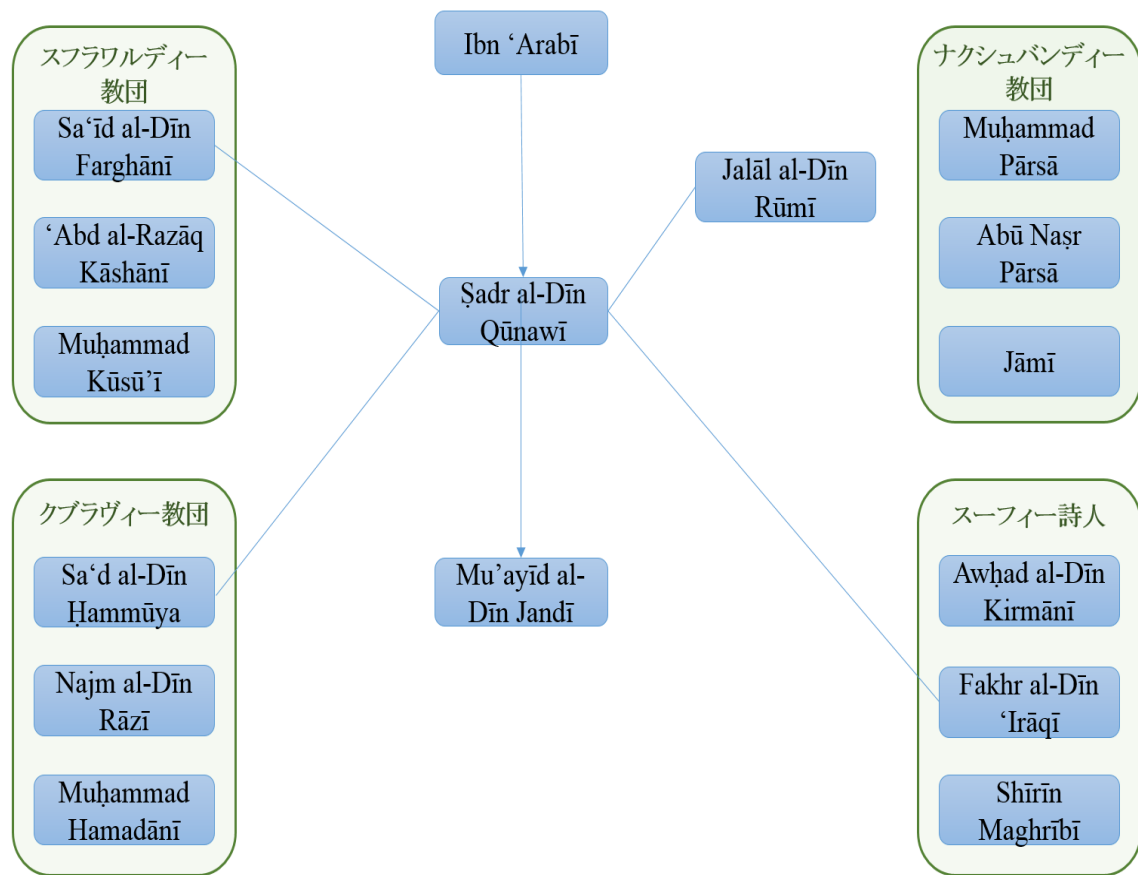 スフラワルディー
教団
Sa‘īd al-Dīn
Farghānī
‘Abd al-Razāq
Kāshānī
Muḥammad
Kūsū’ī
Ibn ‘Arabī
Jalāl al-Dīn
Rūmī
Ṣadr al-Dīn
Qūnawī
Mu’ayīd al-
Dīn Jandī
ナクシュバンディー
教団
Muḥammad
Pārsā
Abū Naṣr
Pārsā
Jāmī
クブラヴィー教団
Sa‘d al-Dīn
Ḥammūya
Najm al-Dīn
Rāzī
Muḥammad
Hamadānī
スーフィー詩人
Awḥad al-Dīn
Kirmānī
Fakhr al-Dīn
‘Irāqī
Shīrīn
Maghrībī